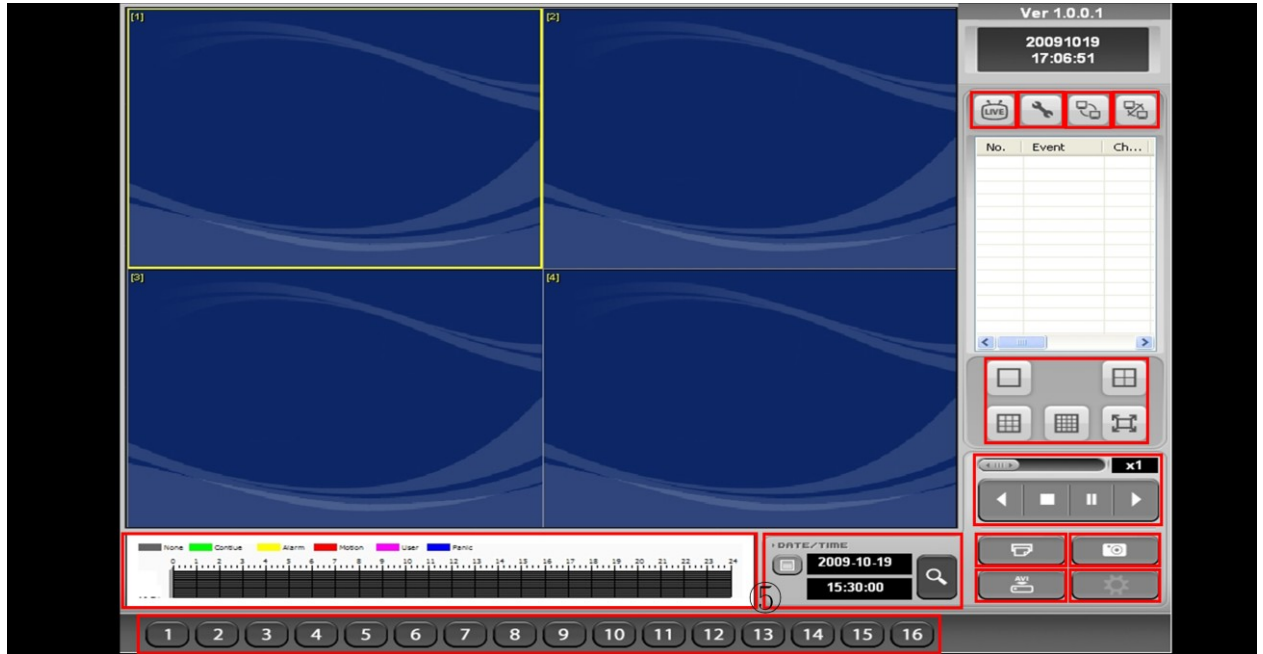 [1]
[2]
[3]
[4]
Ver 1.0.0.1
20091019
17:06:51
LIVE
No. Event Ch...
x1
AVI
None Contiue Alarm Motion User Panic
0 1 2 3 4 5 6 7 8 9 10 11 12 13 14 15 16 17 18 19 20 21 22 23 24
DATE/TIME
2009-10-19
15:30:00
⑤
1 2 3 4 5 6 7 8 9 10 11 12 13 14 15 16